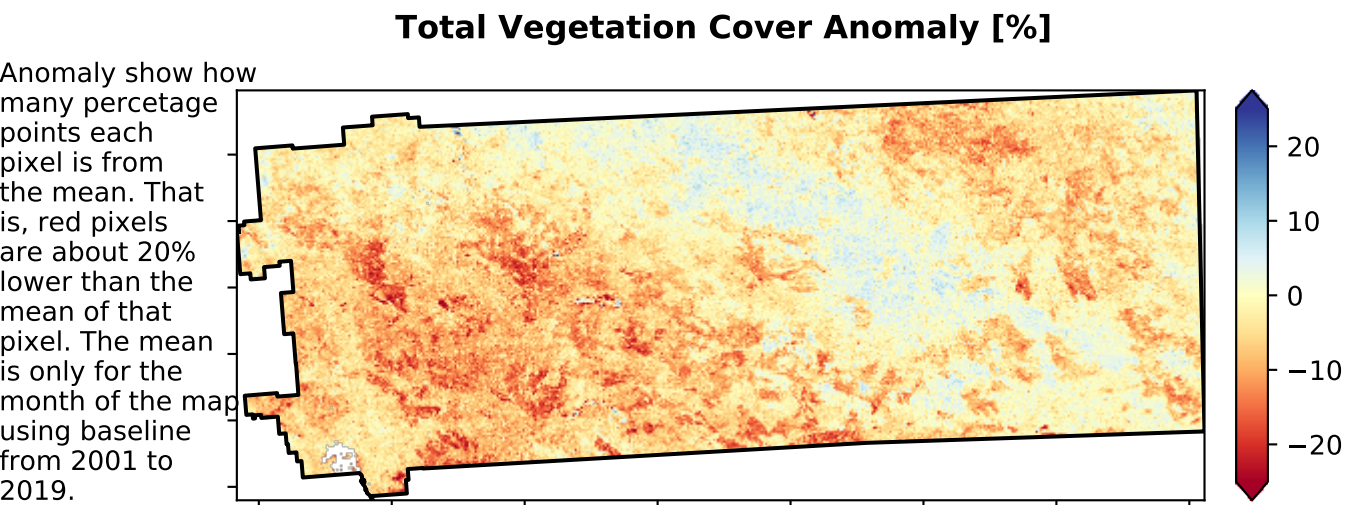 Total Vegetation Cover Anomaly [%]
Anomaly show how
many percetage
points each
pixel is from
the mean. That
is, red pixels
are about 20%
lower than the
mean of that
pixel. The mean
is only for the
month of the map
using baseline
from 2001 to
2019.
20
10
0
−10
−20